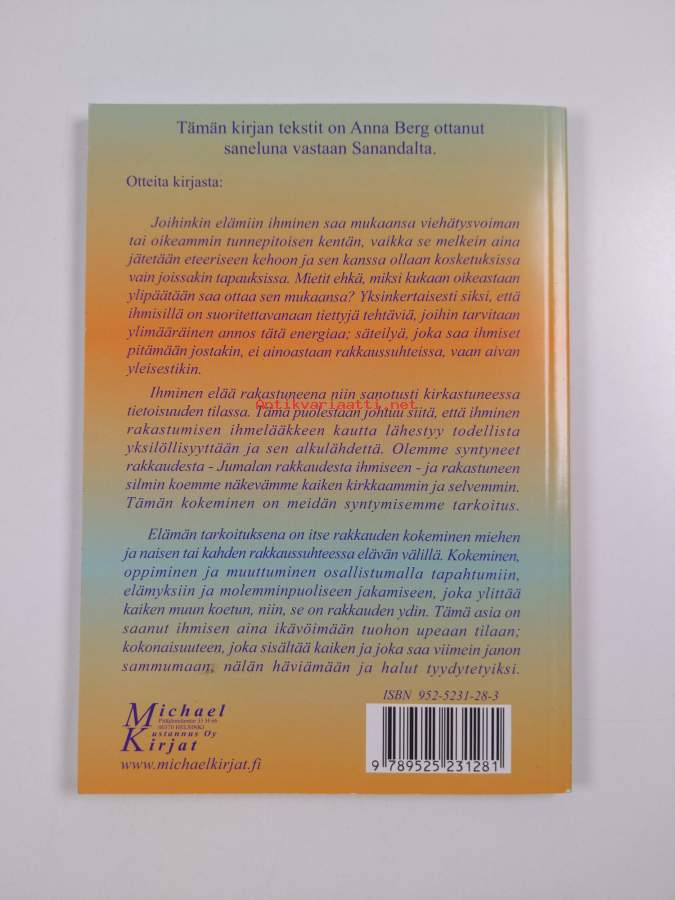 Tämän kirjan tekstit on Anna Berg ottanut
saneluna vastaan Sanandalta.
Otteita kirjasta:
Joihinkin elämiin ihminen saa mukaansa viehätysvoiman
tai oikeammin tunnepitoisen kentän, vaikka se melkein aina
jätetään eteeriseen kehoon ja sen kanssa ollaan kosketuksissa
vain joissakin tapauksissa. Mietit ehkä, miksi kukaan oikeastaan
ylipäätään saa ottaa sen mukaansa? Yksinkertaisesti siksi, että
ihmisillä on suoritettavanaan tiettyjä tehtäviä, joihin tarvitaan
ylimääräinen annos tätä energiaa; säteilyä, joka saa ihmiset
pitämään jostakin, ei ainoastaan rakkaussuhteissa, vaan aivan
yleisestikin.
Ihminen elää rakastuneena niin sanotusti kirkastuneessa
tietoisuuden tilassa. Tämä puolestaan johtuu siitä, että ihminen
Antikvariaatti.net
rakastumisen ihmelääkkeen kautta lähestyy todellista
yksilöllisyyttään ja sen alkulähdettä. Olemme syntyneet
rakkaudesta - Jumalan rakkaudesta ihmiseen - ja rakastuneen
silmin koemme näkevämme kaiken kirkkaammin ja selvemmin.
Tämän kokeminen on meidän syntymisemme tarkoitus.
Elämän tarkoituksena on itse rakkauden kokeminen miehen
ja naisen tai kahden rakkaussuhteessa elävän välillä. Kokeminen,
oppiminen ja muuttuminen osallistumalla tapahtumiin,
elämyksiin ja molemminpuoliseen jakamiseen, joka ylittää
kaiken muun koetun, niin, se on rakkauden ydin. Tämä asia on
saanut ihmisen aina ikävöimään tuohon upeaan tilaan;
kokonaisuuteen, joka sisältää kaiken ja joka saa viimein janon
sammumaan, nälän häviämään ja halut tyydytetyiksi.
ISBN 952-5231-28-3
Michael
00370 HELSINKI
Kustannus Oy
Kirjat
www.michaelkirjat.fi
9 789525 231281